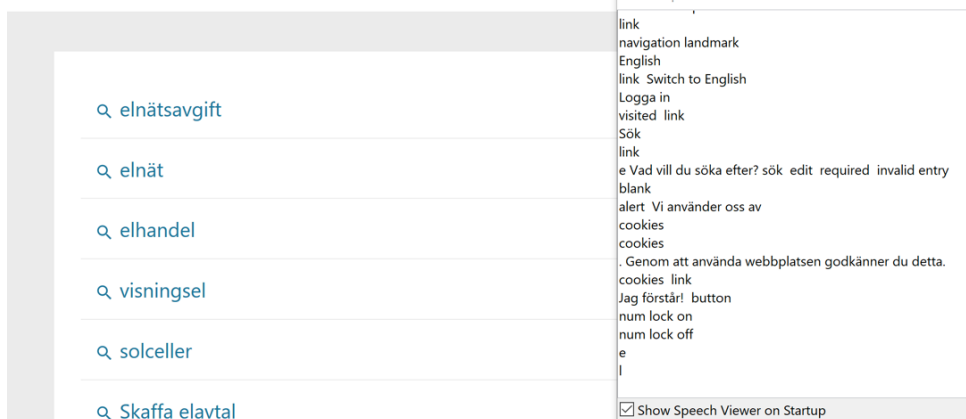 elnätsavgift
elnät
elhandel
visningsel
solceller
Skaffa elavtal
link
navigation landmark
English
link  Switch to English
Logga in
visited  link
Sök
link
e Vad vill du söka efter? sök  edit  required  invalid entry
blank
alert  Vi använder oss av
cookies
cookies
. Genom att använda webbplatsen godkänner du detta.
cookies  link
Jag förstår!  button
num lock on
num lock off
e
l
Show Speech Viewer on Startup